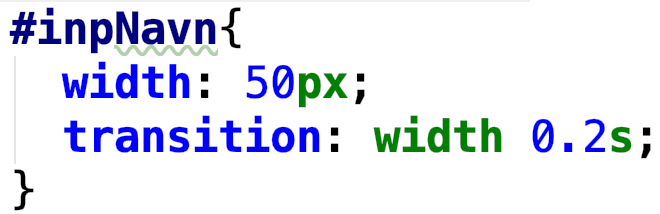 #inpNavn{
width: 50px;
transition: width 0.2s;
}